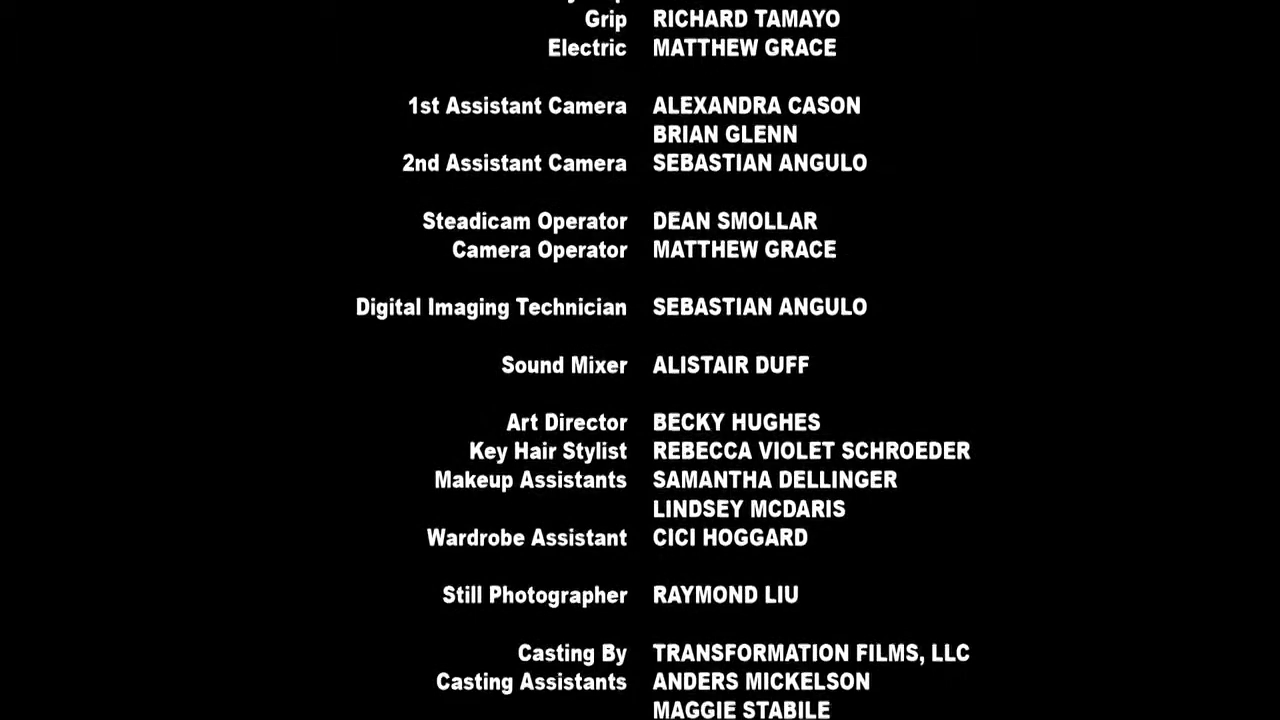 Grip RICHARD TAMAYO
Electric MATTHEW GRACE
1st Assistant Camera ALEXANDRA CASON
BRIAN GLENN
2nd Assistant Camera SEBASTIAN ANGULO
Steadicam Operator DEAN SMOLLAR
Camera Operator MATTHEW GRACE
Digital Imaging Technician SEBASTIAN ANGULO
Sound Mixer ALISTAIR DUFF
Art Director BECKY HUGHES
Key Hair Stylist REBECCA VIOLET SCHROEDER
Makeup Assistants SAMANTHA DELLINGER
LINDSEY MCDARIS
Wardrobe Assistant CICI HOGGARD
Still Photographer RAYMOND LIU
Casting By TRANSFORMATION FILMS, LLC
Casting Assistants ANDERS MICKELSON
MAGGIE STABILE